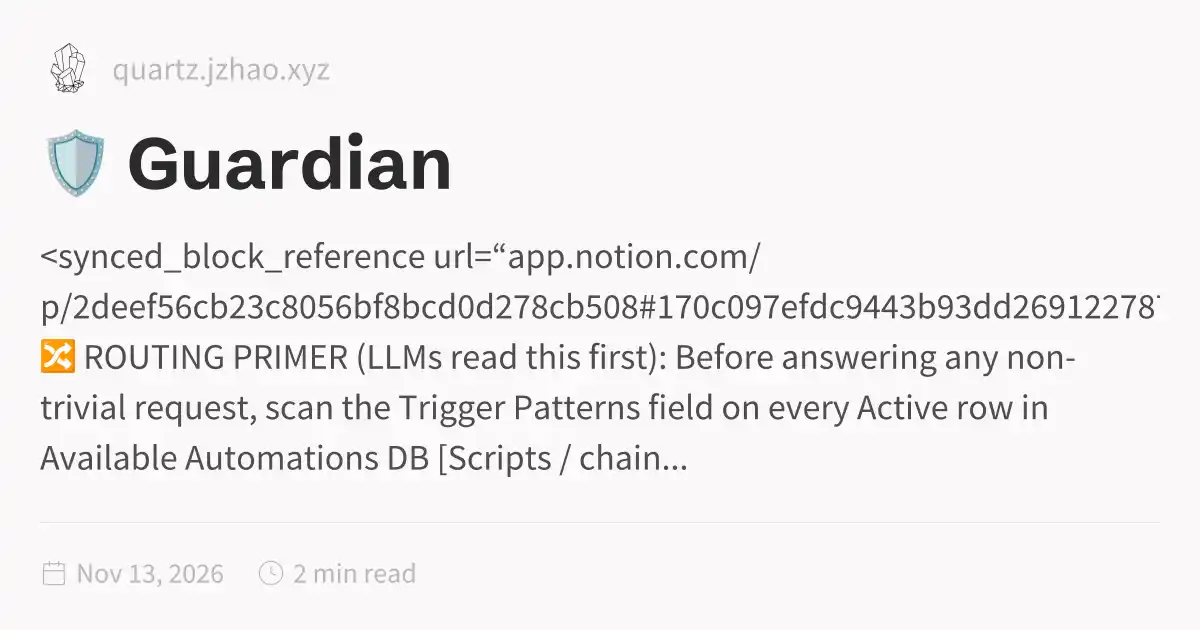 quartz.jzhao.xyz
🛡️ Guardian
<synced_block_reference url=“app.notion.com/
p/2deef56cb23c8056bf8bcd0d278cb508#170c097efdc9443b93dd26912278
🔀 ROUTING PRIMER (LLMs read this first): Before answering any non-
trivial request, scan the Trigger Patterns field on every Active row in
Available Automations DB [Scripts / chain...
Nov 13, 2026 2 min read